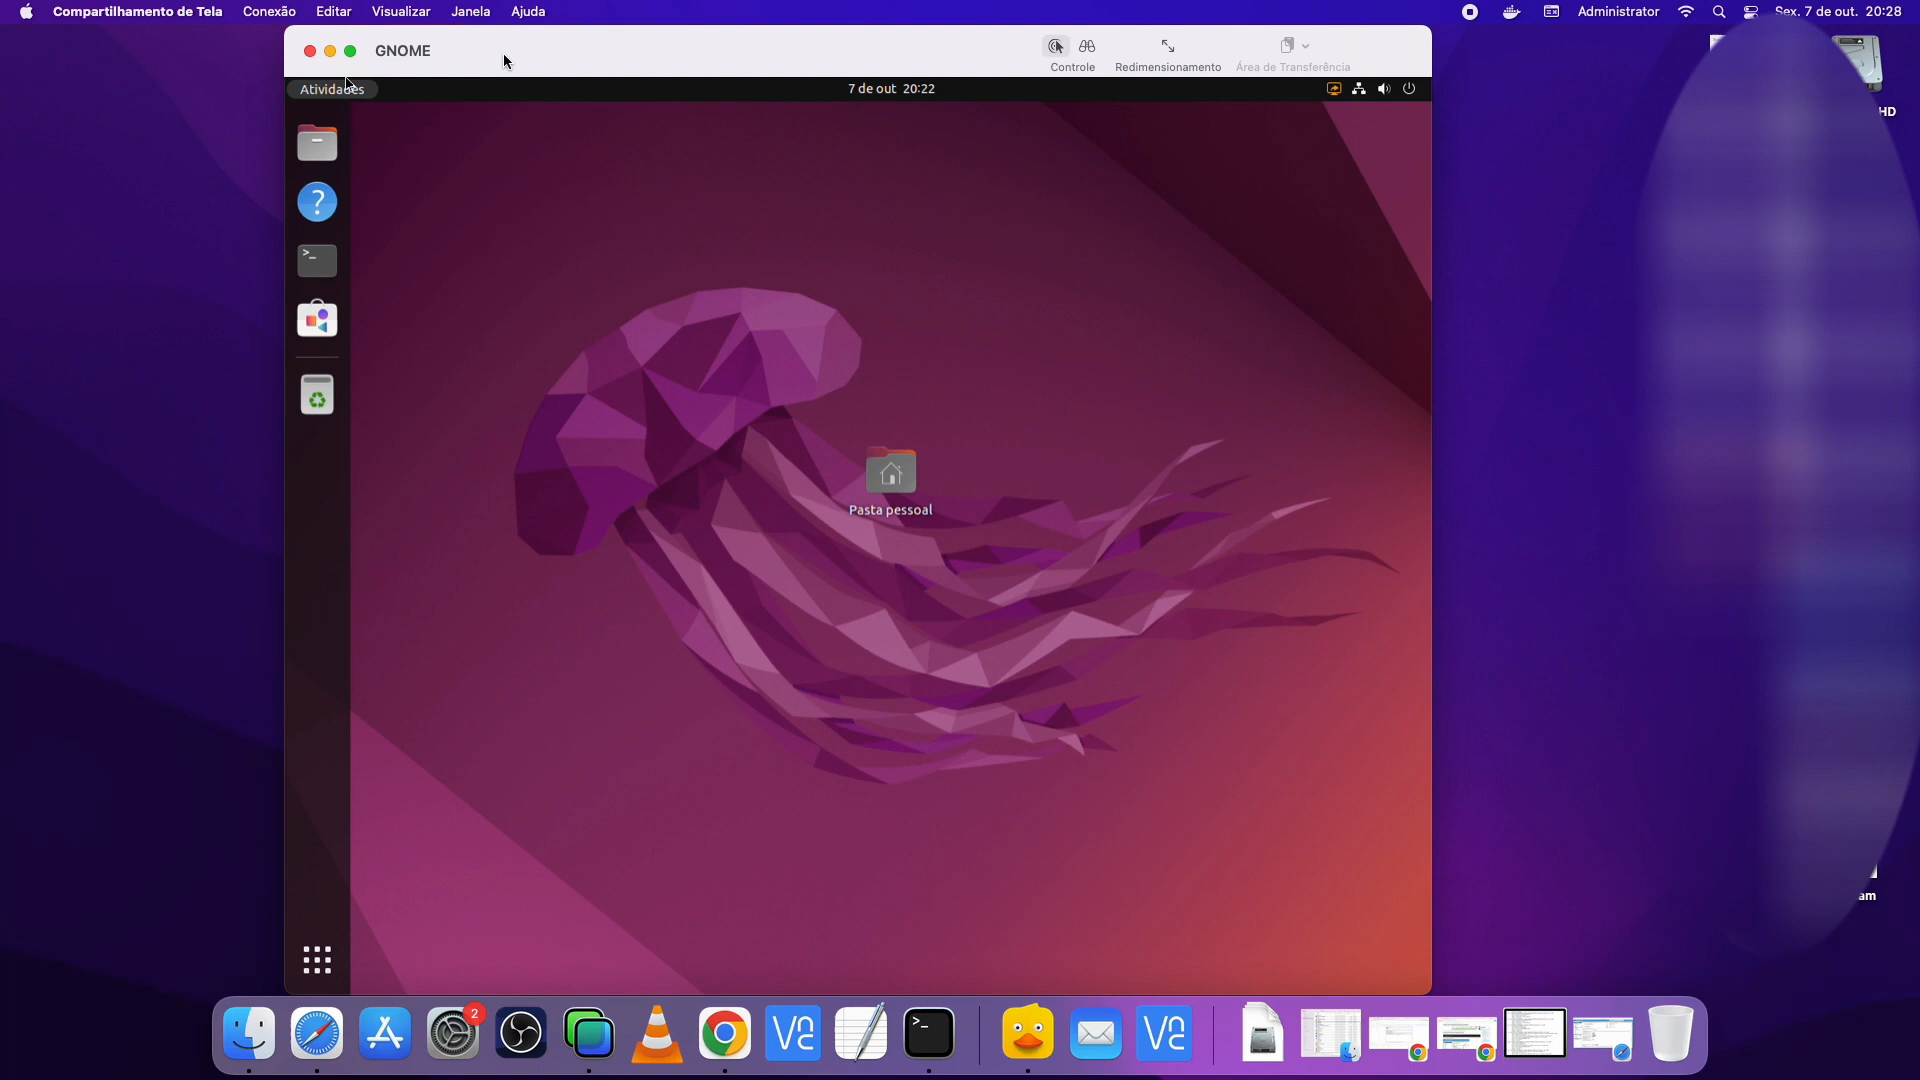 Compartilhamento de Tela Conexão Editar Visualizar Janela Ajuda Administrator Sex. 7 de out. 20:28
GNOME
Controle Redimensionamento Área de Transferência
Atividades 7 de out 20:22
HD
?
>_
Pasta pessoal
am
2
>_